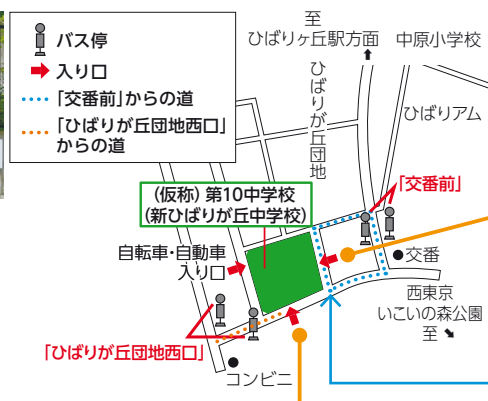 バス停
入り口
「交番前」からの道
「ひばりが丘団地西口」
からの道
至
ひばりヶ丘駅方面
中原小学校
ひばりが丘団地
ひばりアム
(仮称) 第10中学校
(新ひばりが丘中学校)
「交番前」
自転車・自動車
入り口
交番
西東京
いこいの森公園
至
「ひばりが丘団地西口」
コンビニ